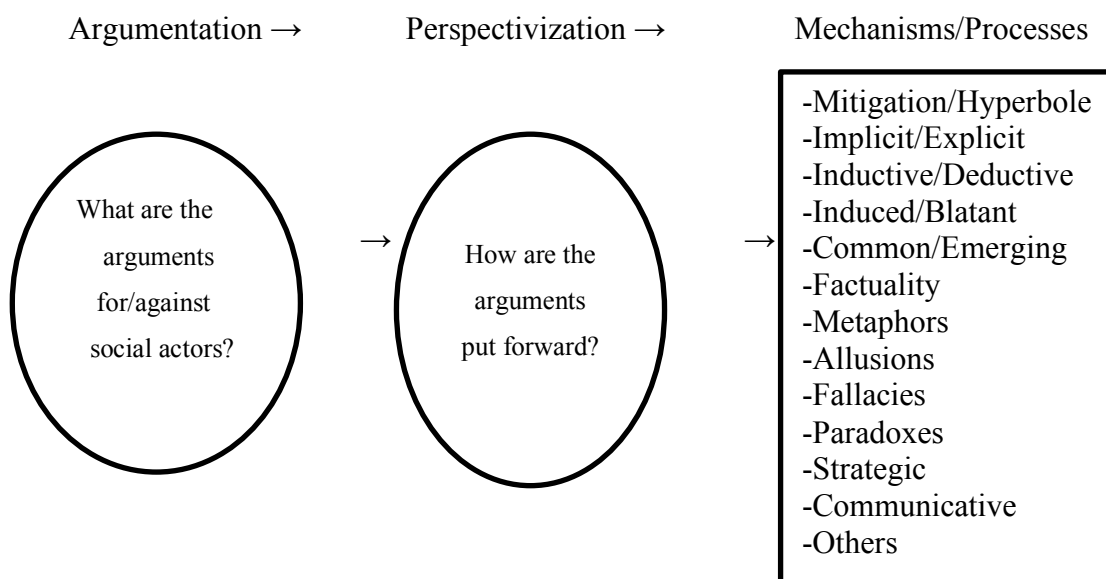 Argumentation → Perspectivization → Mechanisms/Processes
What are the
arguments
for/against
social actors?
→
How are the
arguments
put forward?
→
-Mitigation/Hyperbole
-Implicit/Explicit
-Inductive/Deductive
-Induced/Blatant
-Common/Emerging
-Factuality
-Metaphors
-Allusions
-Fallacies
-Paradoxes
-Strategic
-Communicative
-Others